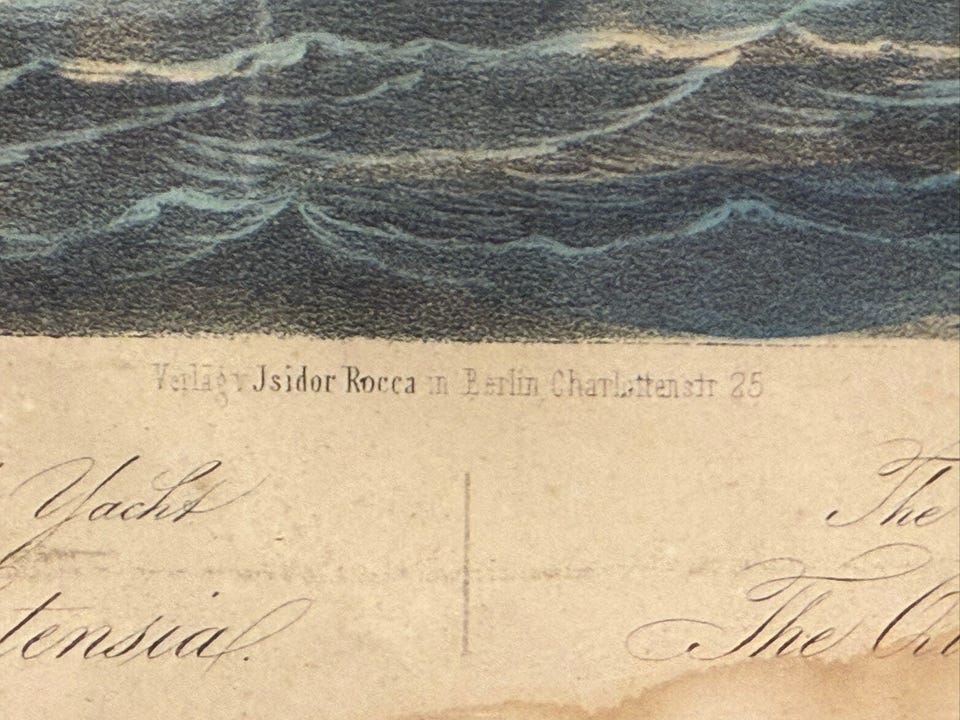 Verlag v Jsidor Rocca in Berlin, Charlottenstr 25
Yacht
The
tensia.
The